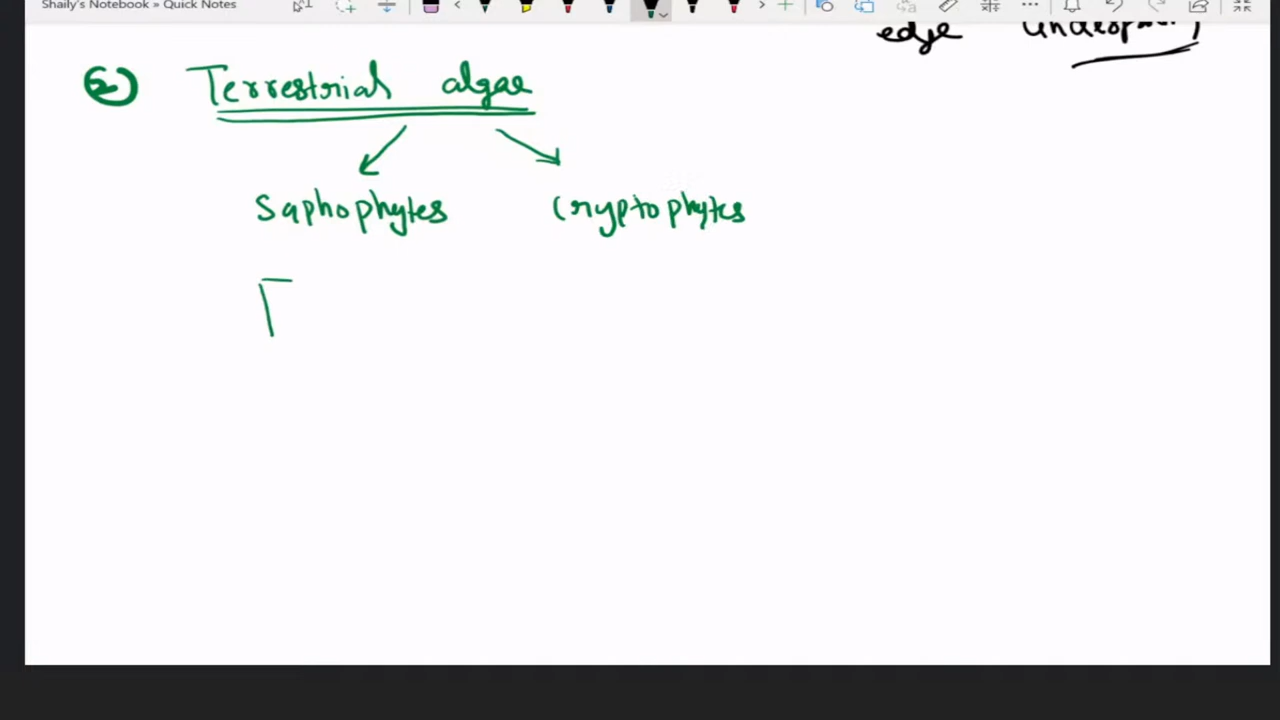 Shaily's Notebook » Quick Notes
edge
2) Terrestrial algae
Saphophytes Cryptophytes